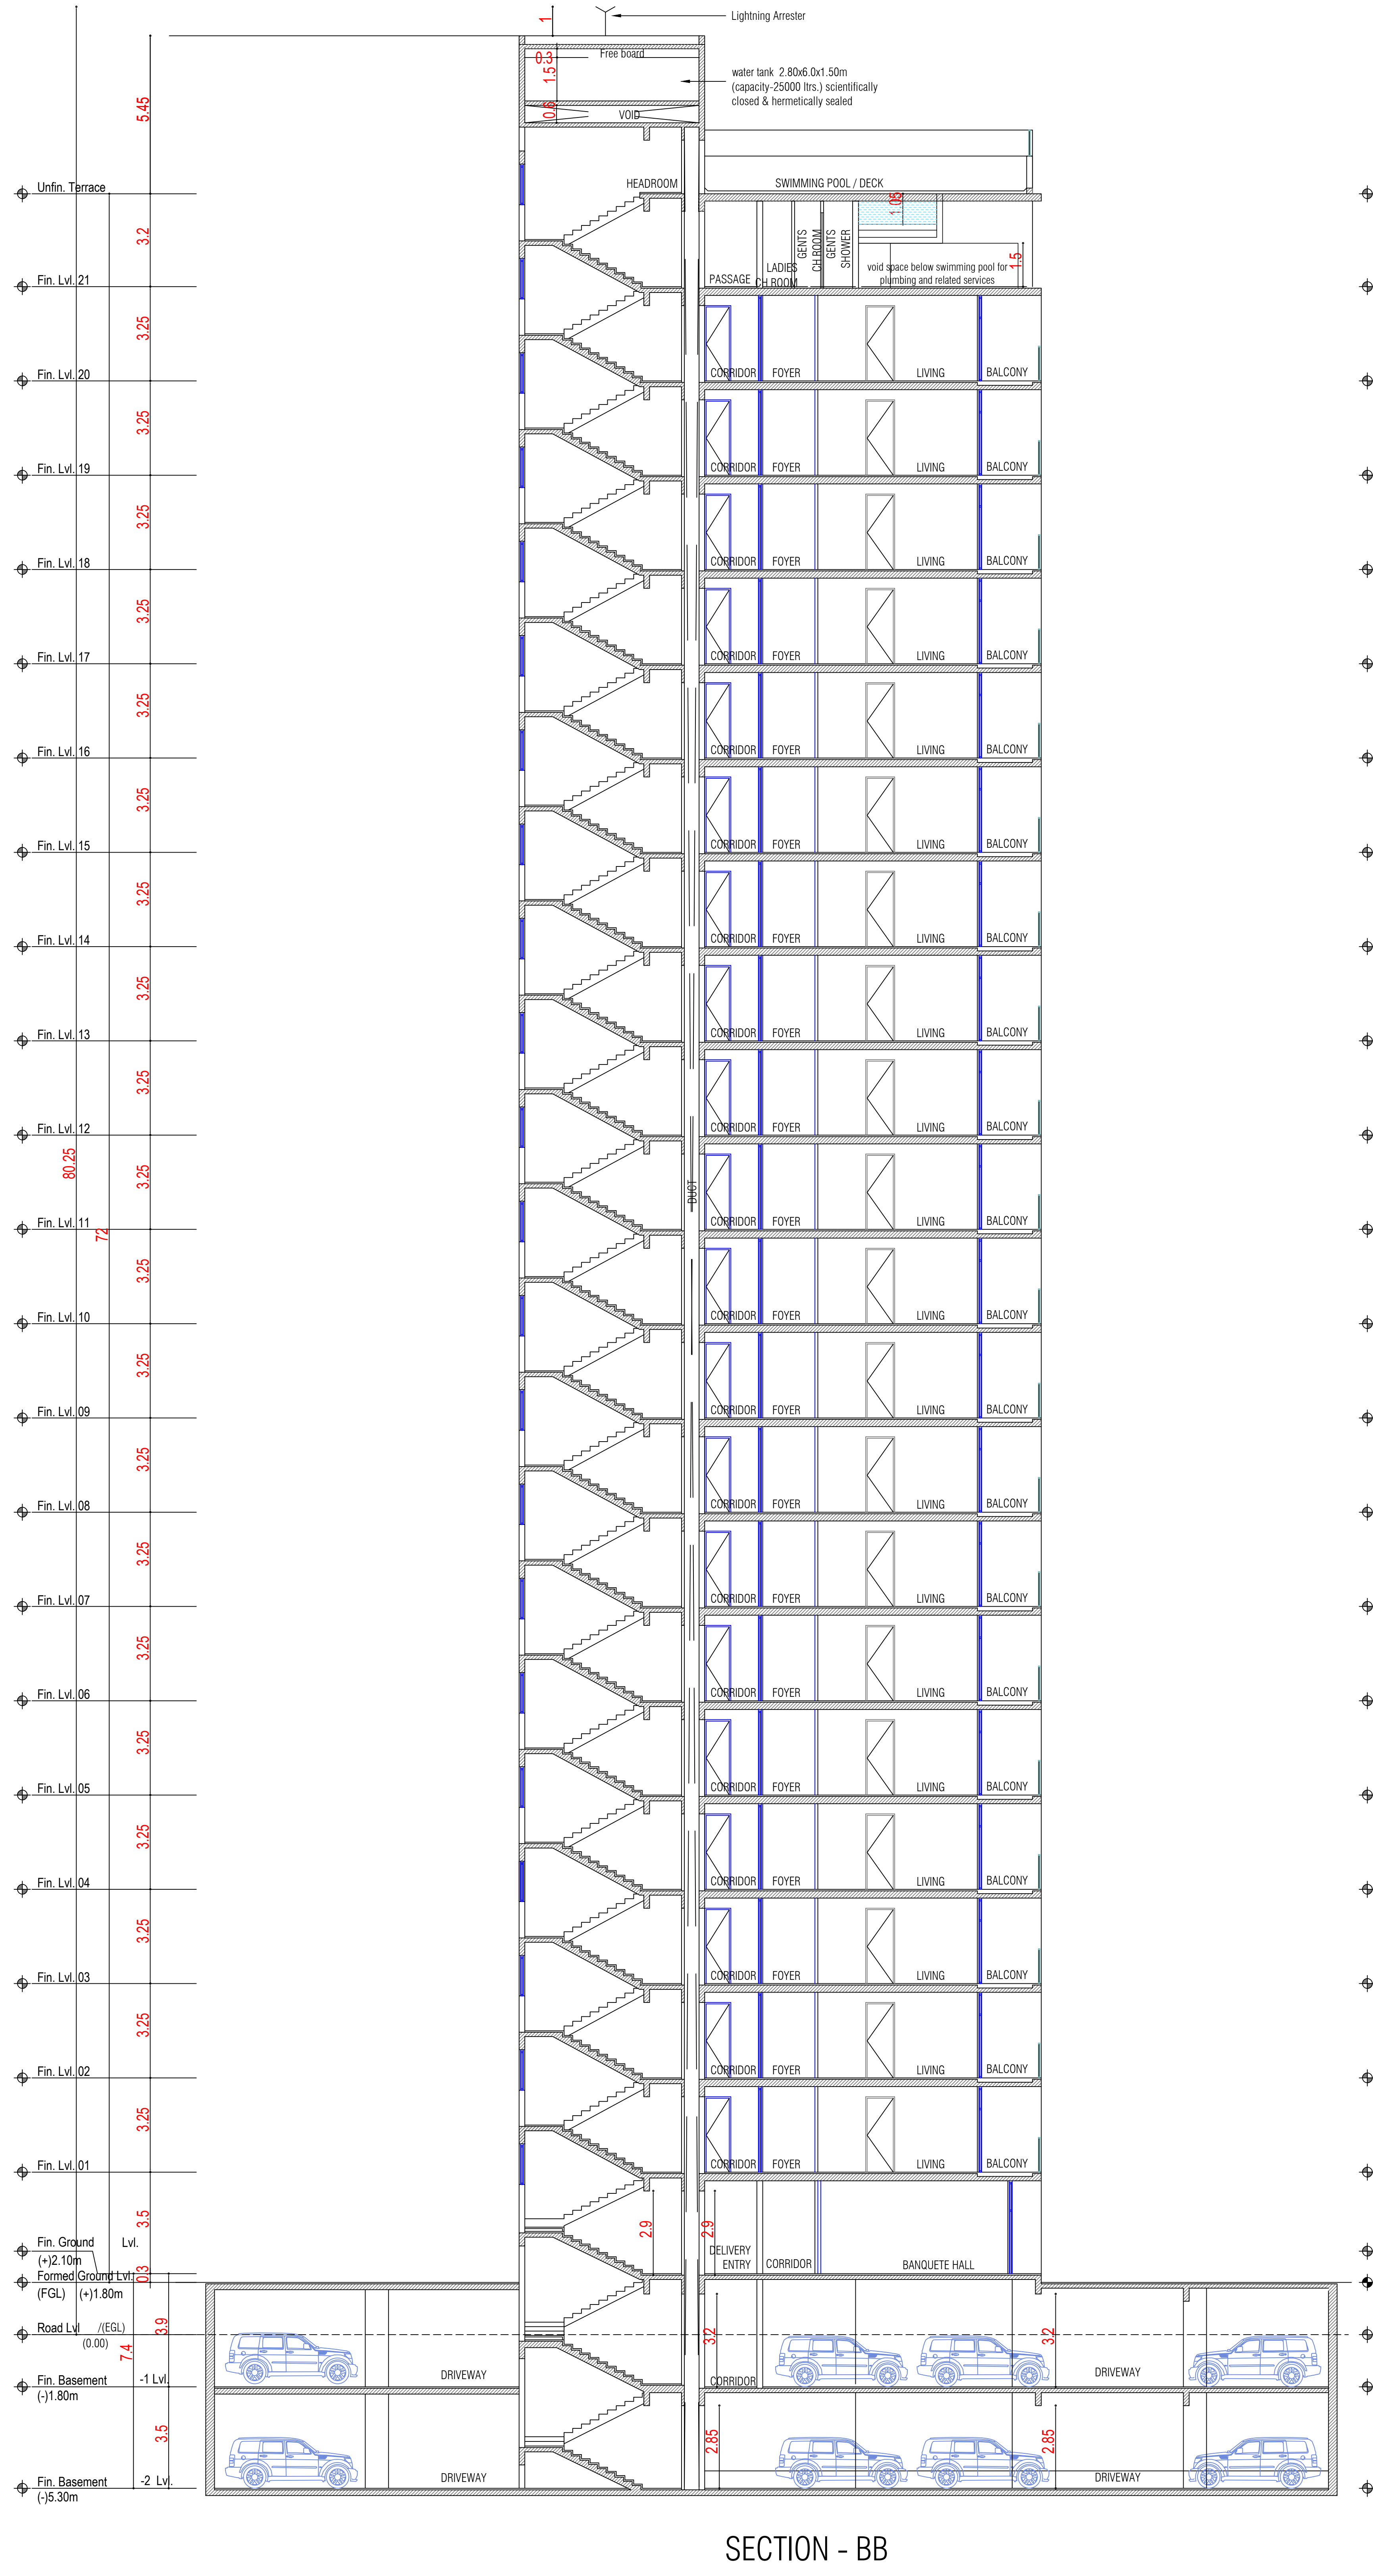 1
Lightning Arrester
Free board
0.3
1.5
water tank 2.80x6.0x1.50m
(capacity-25000 ltrs.) scientifically
closed & hermetically sealed
5.45
0.6
VOID
Unfin. Terrace
HEADROOM
SWIMMING POOL / DECK
1.05
3.2
GENTS
CH.ROOM
GENTS
SHOWER
LADIES
CH.ROOM
PASSAGE
void space below swimming pool for
plumbing and related services
1.5
Fin. Lvl. 21
3.25
Fin. Lvl. 20
CORRIDOR FOYER LIVING BALCONY
3.25
Fin. Lvl. 19
CORRIDOR FOYER LIVING BALCONY
3.25
Fin. Lvl. 18
CORRIDOR FOYER LIVING BALCONY
3.25
Fin. Lvl. 17
CORRIDOR FOYER LIVING BALCONY
3.25
Fin. Lvl. 16
CORRIDOR FOYER LIVING BALCONY
3.25
Fin. Lvl. 15
CORRIDOR FOYER LIVING BALCONY
3.25
Fin. Lvl. 14
CORRIDOR FOYER LIVING BALCONY
3.25
Fin. Lvl. 13
CORRIDOR FOYER LIVING BALCONY
3.25
Fin. Lvl. 12
CORRIDOR FOYER LIVING BALCONY
80.25
3.25
DUCT
Fin. Lvl. 11
CORRIDOR FOYER LIVING BALCONY
72
3.25
Fin. Lvl. 10
CORRIDOR FOYER LIVING BALCONY
3.25
Fin. Lvl. 09
CORRIDOR FOYER LIVING BALCONY
3.25
Fin. Lvl. 08
CORRIDOR FOYER LIVING BALCONY
3.25
Fin. Lvl. 07
CORRIDOR FOYER LIVING BALCONY
3.25
Fin. Lvl. 06
CORRIDOR FOYER LIVING BALCONY
3.25
Fin. Lvl. 05
CORRIDOR FOYER LIVING BALCONY
3.25
Fin. Lvl. 04
CORRIDOR FOYER LIVING BALCONY
3.25
Fin. Lvl. 03
CORRIDOR FOYER LIVING BALCONY
3.25
Fin. Lvl. 02
CORRIDOR FOYER LIVING BALCONY
3.25
Fin. Lvl. 01
CORRIDOR FOYER LIVING BALCONY
3.5
2.9
2.9
Fin. Ground Lvl.
(+)2.10m
DELIVERY
ENTRY
CORRIDOR
BANQUETE HALL
0.3
Formed Ground Lvl.
(FGL) (+)1.80m
3.9
Road Lvl /(EGL)
(0.00)
3.2
3.2
7.4
Fin. Basement -1 Lvl.
(-)1.80m
DRIVEWAY
CORRIDOR
DRIVEWAY
3.5
2.85
2.85
Fin. Basement -2 Lvl.
(-)5.30m
DRIVEWAY
DRIVEWAY
SECTION - BB